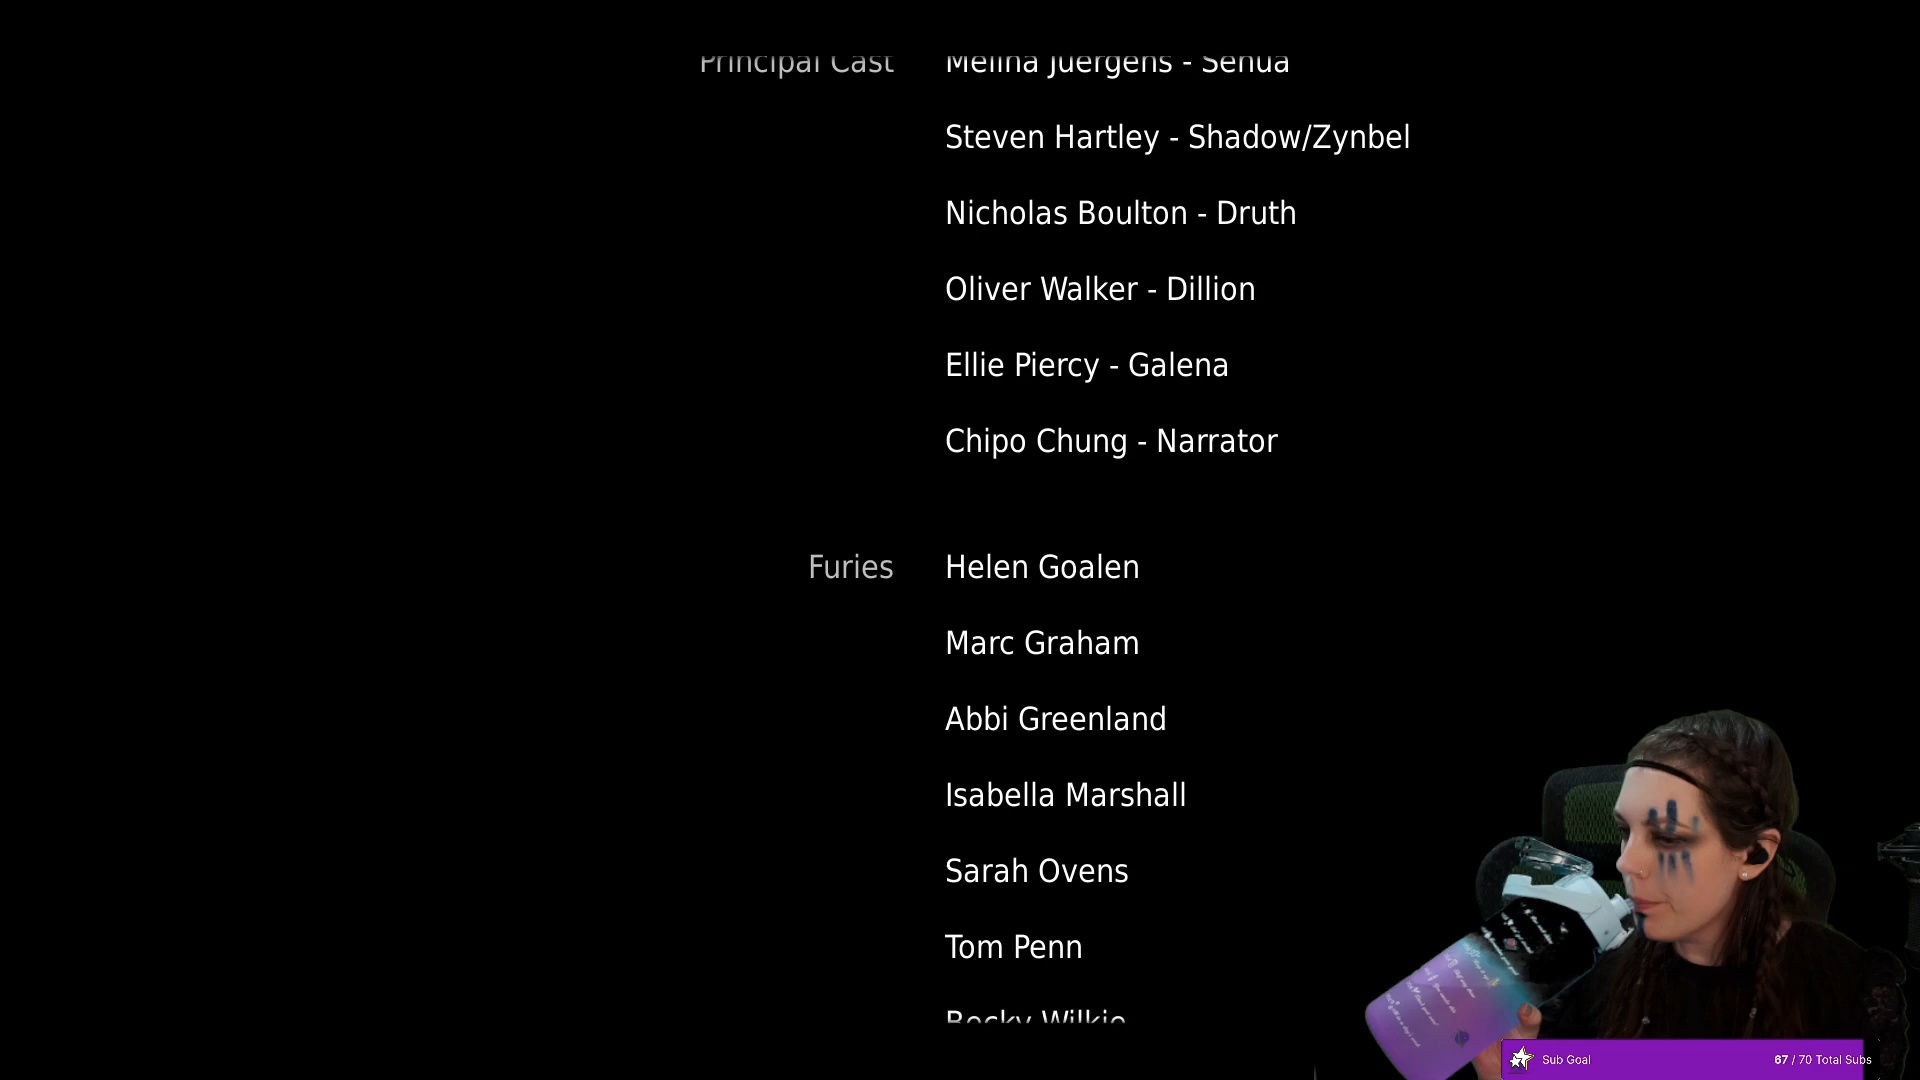 Principal Cast Melina Juergens - Senua
Steven Hartley - Shadow/Zynbel
Nicholas Boulton - Druth
Oliver Walker - Dillion
Ellie Piercy - Galena
Chipo Chung - Narrator
Furies Helen Goalen
Marc Graham
Abbi Greenland
Isabella Marshall
Sarah Ovens
Tom Penn
Becky Wilkie
Sub Goal 67 / 70 Total Subs